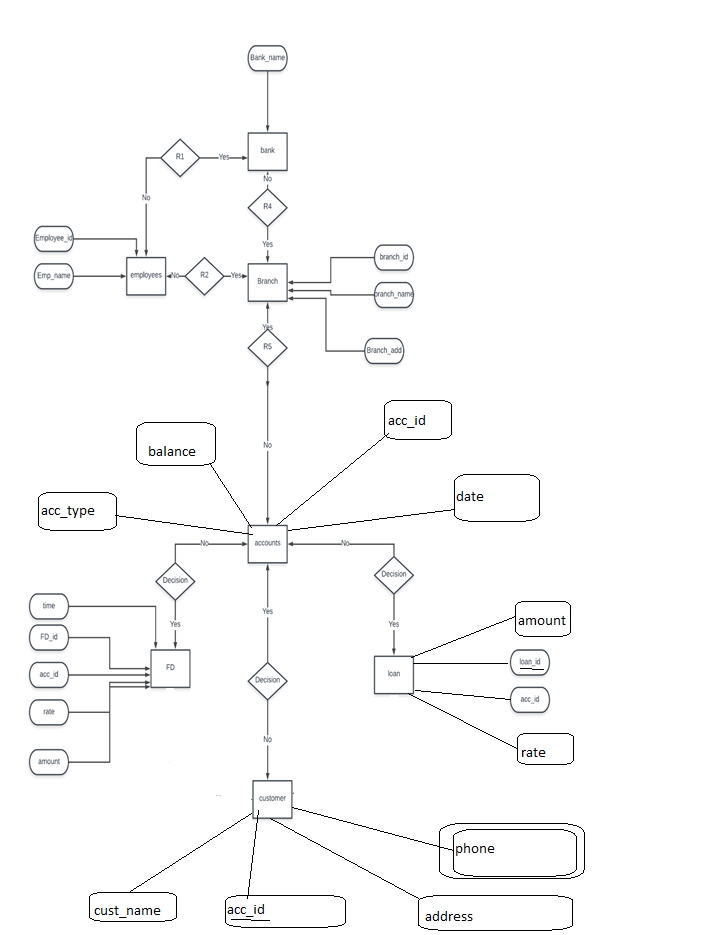 Bank_name
bank
R1
Yes
No
No
R4
Yes
Employee_id
Emp_name
employees
No
R2
Yes
Branch
branch_id
branch_name
Branch_add
Yes
R5
No
balance
acc_id
acc_type
date
accounts
No
No
Decision
Decision
Yes
Yes
Yes
time
FD_id
acc_id
rate
amount
FD
Decision
loan
amount
loan_id
acc_id
rate
No
customer
phone
cust_name
acc_id
address